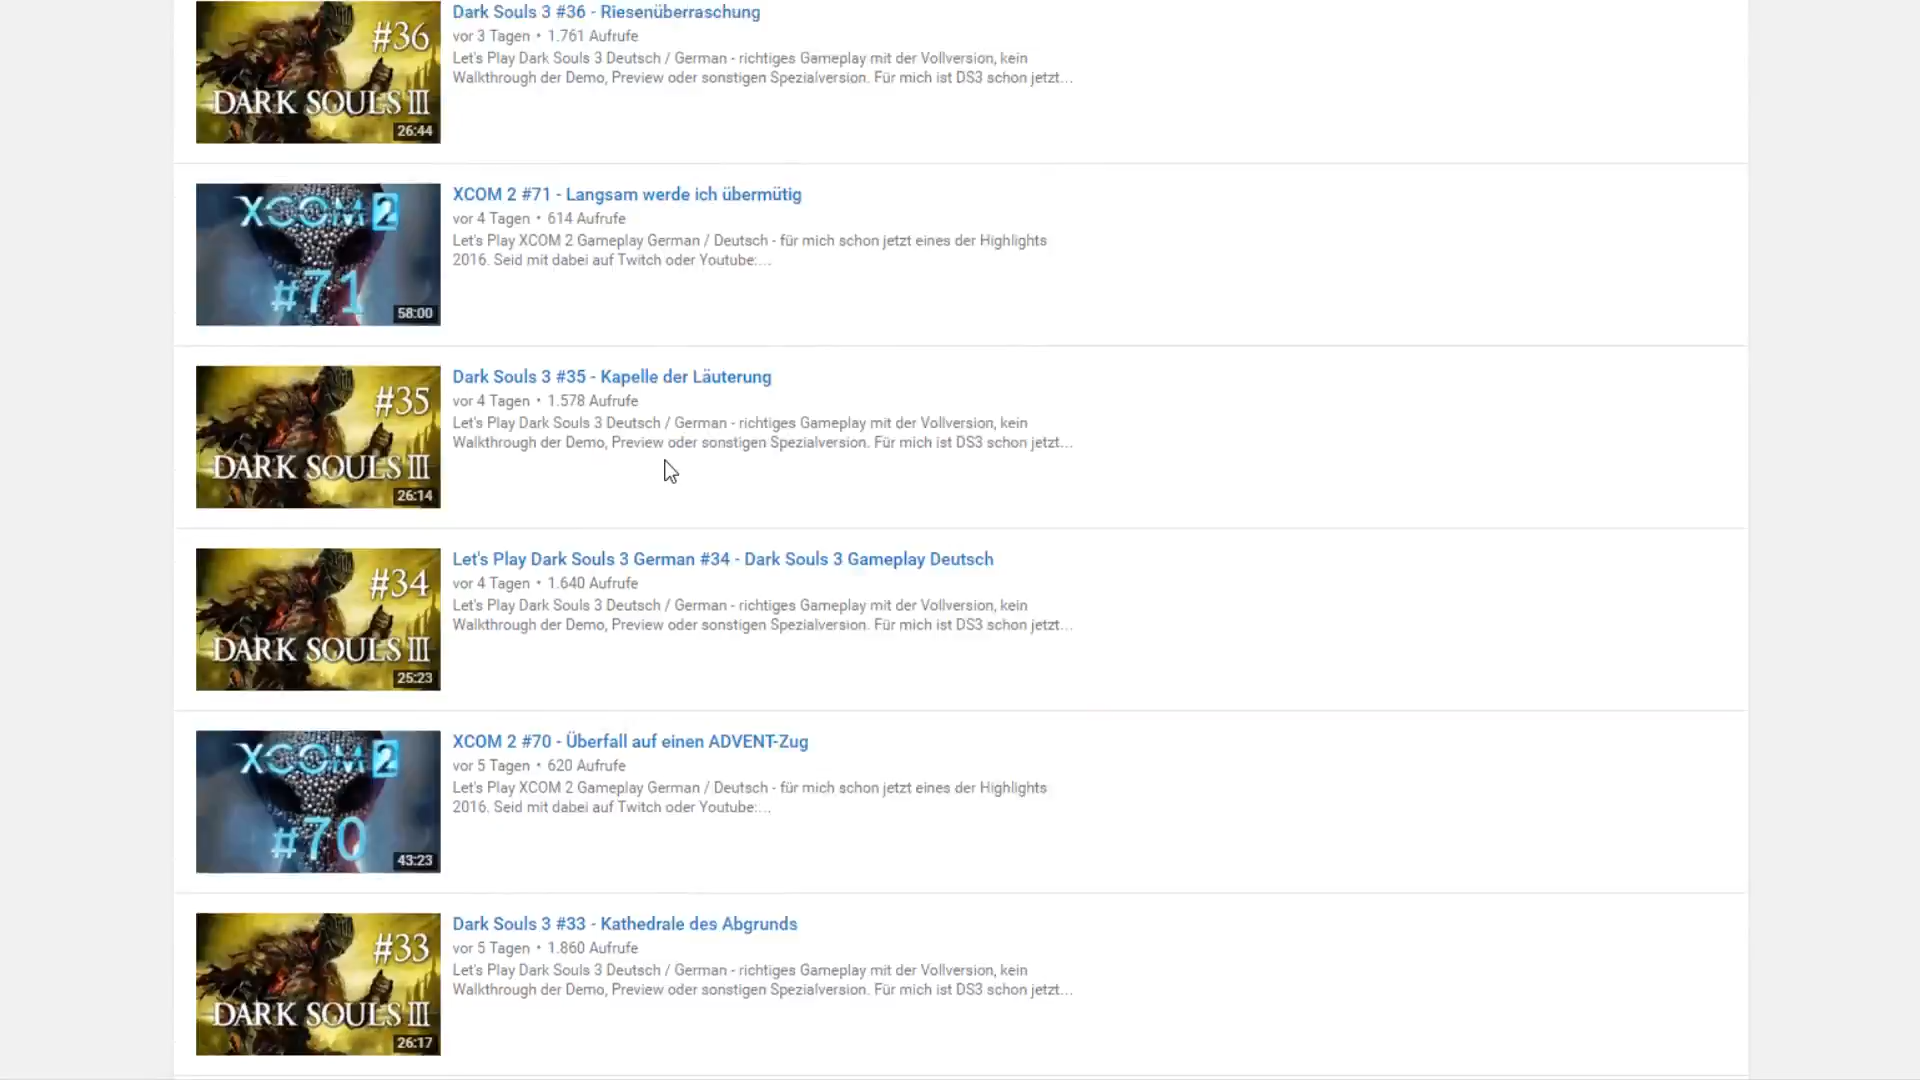 #36
DARK SOULS III
26:44
Dark Souls 3 #36 - Riesenüberraschung
vor 3 Tagen • 1.761 Aufrufe
Let's Play Dark Souls 3 Deutsch / German - richtiges Gameplay mit der Vollversion, kein
Walkthrough der Demo, Preview oder sonstigen Spezialversion. Für mich ist DS3 schon jetzt...
XCOM 2
#71
58:00
XCOM 2 #71 - Langsam werde ich übermütig
vor 4 Tagen • 614 Aufrufe
Let's Play XCOM 2 Gameplay German / Deutsch - für mich schon jetzt eines der Highlights
2016. Seid mit dabei auf Twitch oder Youtube:...
#35
DARK SOULS III
26:14
Dark Souls 3 #35 - Kapelle der Läuterung
vor 4 Tagen • 1.578 Aufrufe
Let's Play Dark Souls 3 Deutsch / German - richtiges Gameplay mit der Vollversion, kein
Walkthrough der Demo, Preview oder sonstigen Spezialversion. Für mich ist DS3 schon jetzt...
#34
DARK SOULS III
25:23
Let's Play Dark Souls 3 German #34 - Dark Souls 3 Gameplay Deutsch
vor 4 Tagen • 1.640 Aufrufe
Let's Play Dark Souls 3 Deutsch / German - richtiges Gameplay mit der Vollversion, kein
Walkthrough der Demo, Preview oder sonstigen Spezialversion. Für mich ist DS3 schon jetzt...
XCOM 2
#70
43:23
XCOM 2 #70 - Überfall auf einen ADVENT-Zug
vor 5 Tagen • 620 Aufrufe
Let's Play XCOM 2 Gameplay German / Deutsch - für mich schon jetzt eines der Highlights
2016. Seid mit dabei auf Twitch oder Youtube:...
#33
DARK SOULS III
26:17
Dark Souls 3 #33 - Kathedrale des Abgrunds
vor 5 Tagen • 1.860 Aufrufe
Let's Play Dark Souls 3 Deutsch / German - richtiges Gameplay mit der Vollversion, kein
Walkthrough der Demo, Preview oder sonstigen Spezialversion. Für mich ist DS3 schon jetzt...